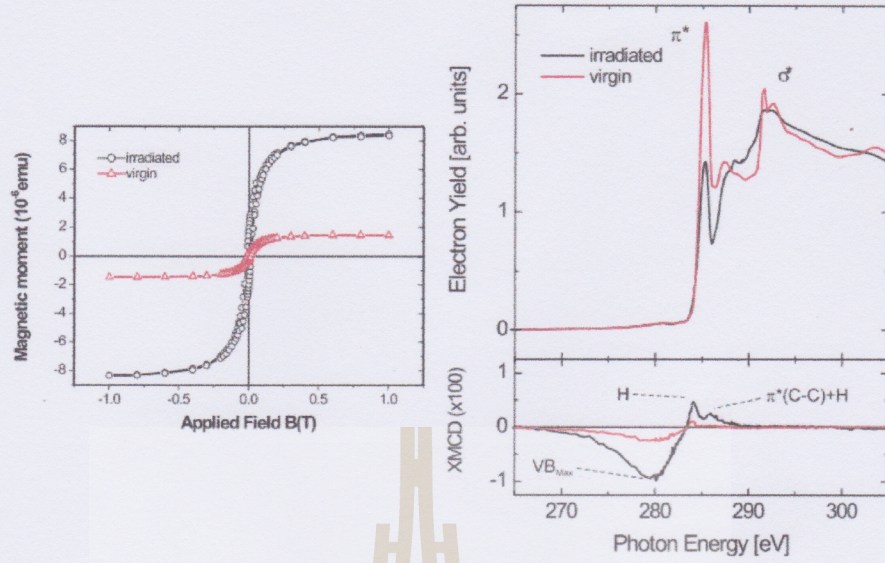 Magnetic moment (10⁻⁶emu)
8
6
4
2
0
-2
-4
-6
-8
irradiated
virgin
-1.0
-0.5
0.0
0.5
1.0
Applied Field B(T)
Electron Yield [arb. units]
2
1
0
π*
σ*
irradiated
virgin
XMCD (x100)
1
0
-1
H
π*(C-C)+H
VBMax
270
280
290
300
Photon Energy [eV]